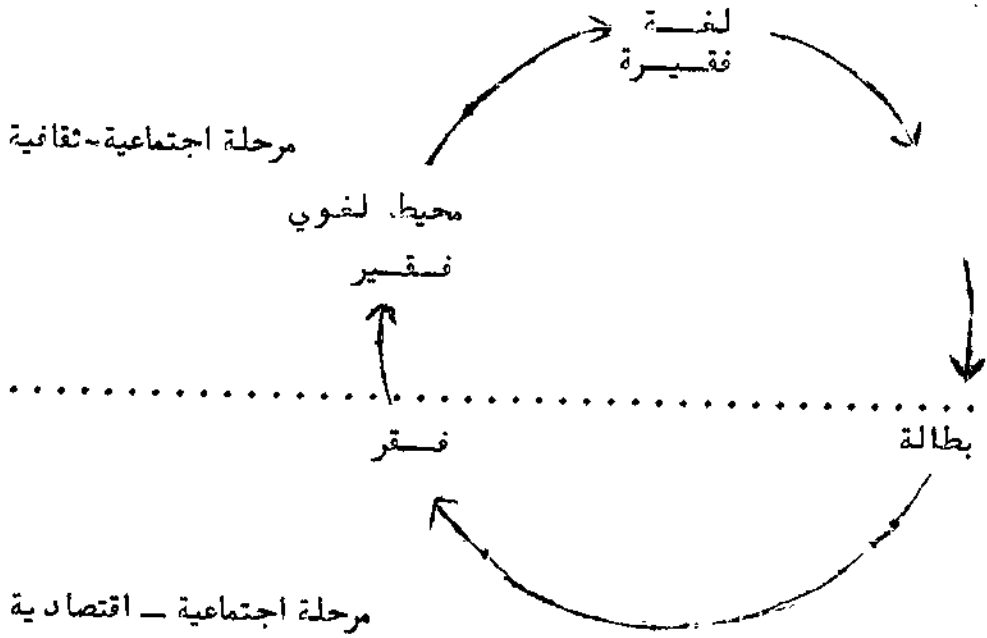 لغة
فقيرة
مرحلة اجتماعية-ثقافية
محيط لغوي
فقير
فقر
بطالة
مرحلة اجتماعية - اقتصادية